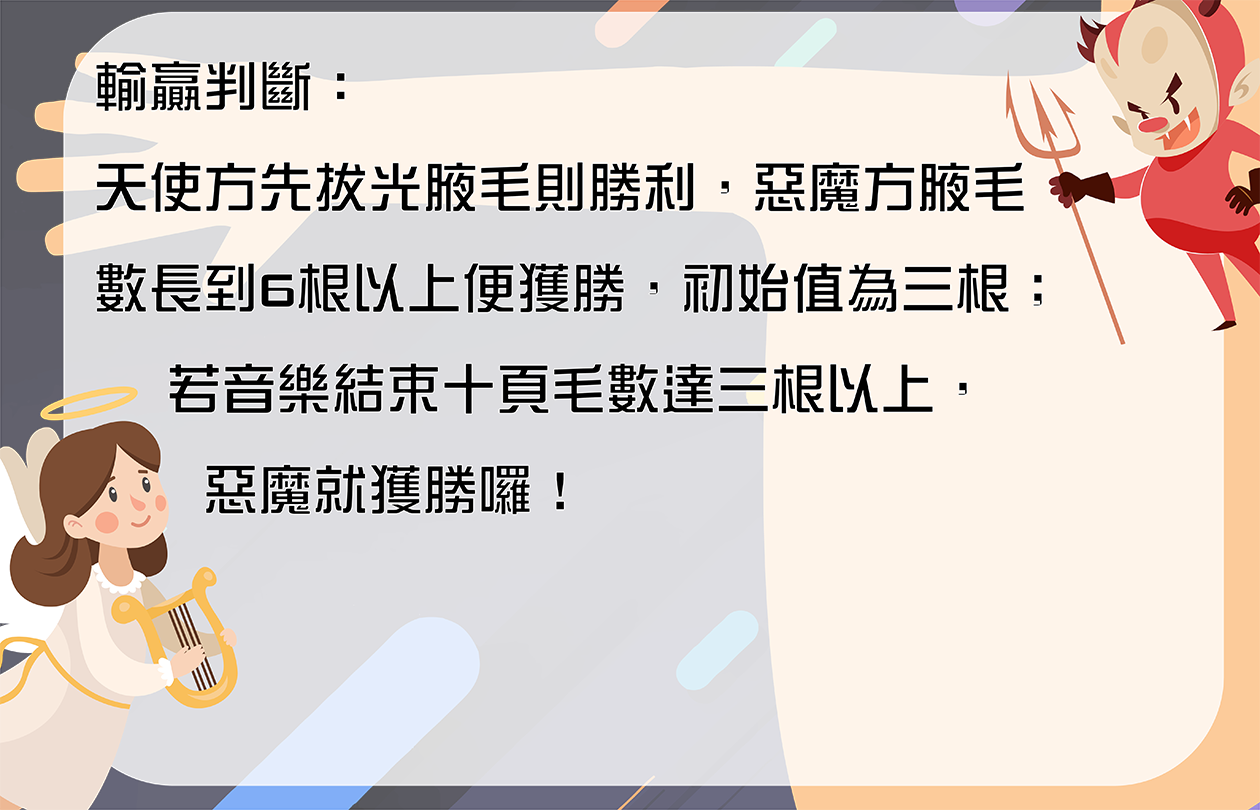 輸贏判斷：
天使方先拔光腋毛則勝利，惡魔方腋毛
數長到6根以上便獲勝，初始值為三根；
若音樂結束十頁毛數達三根以上，
惡魔就獲勝囉！